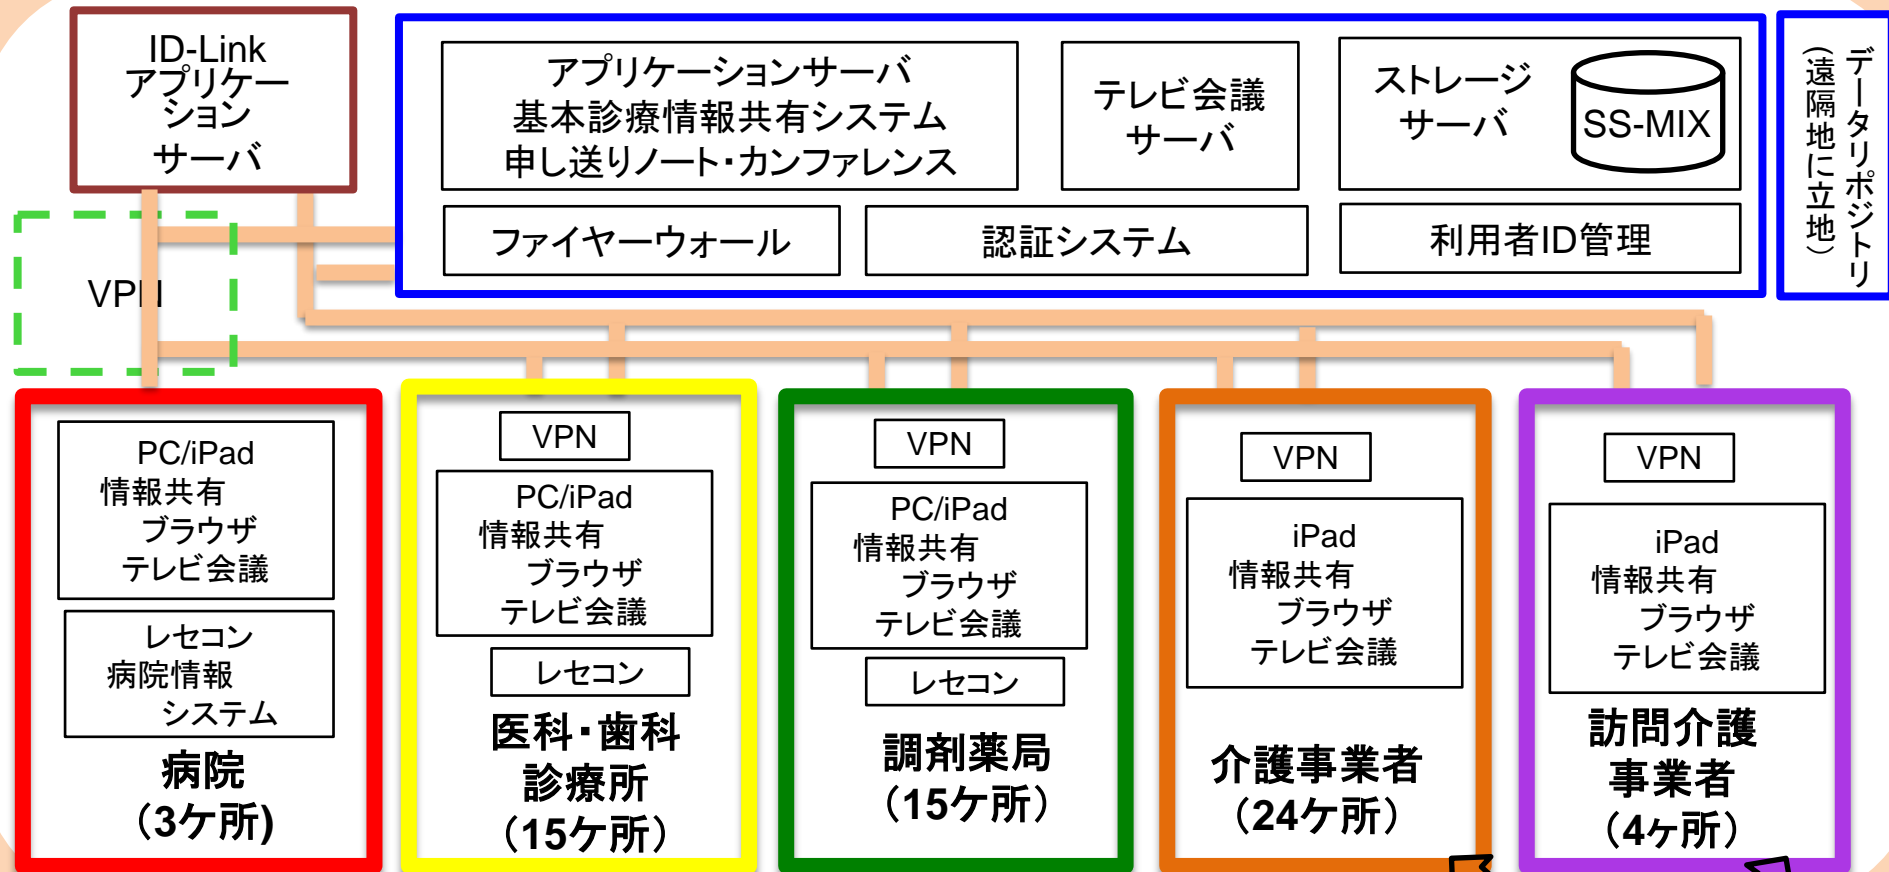 ID-Link
アプリケー
ション
サーバ
アプリケーションサーバ
基本診療情報共有システム
申し送りノート・カンファレンス
テレビ会議
サーバ
ストレージ
サーバ
SS-MIX
データリポジトリ
（遠隔地に立地）
ファイヤーウォール
認証システム
利用者ID管理
VPN
PC/iPad
情報共有
ブラウザ
テレビ会議
レセコン
病院情報
システム
病院
（3ケ所)
VPN
PC/iPad
情報共有
ブラウザ
テレビ会議
レセコン
医科・歯科
診療所
（15ケ所）
VPN
PC/iPad
情報共有
ブラウザ
テレビ会議
レセコン
調剤薬局
（15ケ所）
VPN
iPad
情報共有
ブラウザ
テレビ会議
介護事業者
（24ケ所）
VPN
iPad
情報共有
ブラウザ
テレビ会議
訪問介護
事業者
（4ヶ所）